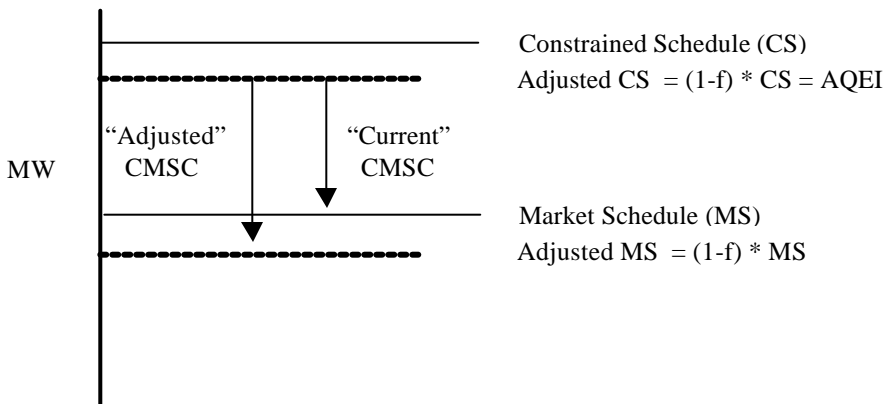 Constrained Schedule (CS)
Adjusted CS = (1-f) * CS = AQEI
“Adjusted” CMSC
“Current” CMSC
MW
Market Schedule (MS)
Adjusted MS = (1-f) * MS